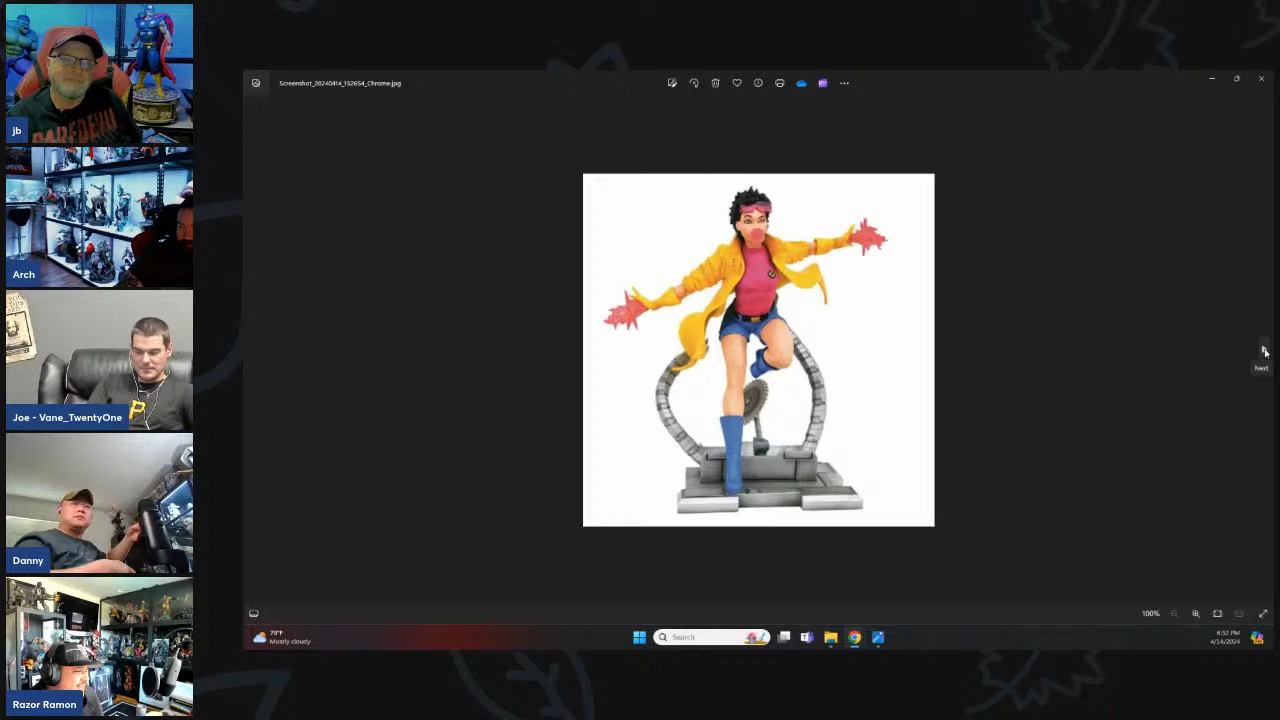 jb
DAREDEVIL
Arch
Joe - Vane_TwentyOne
P
Danny
Razor Ramon
Screenshot_20240414_152654_Chrome.jpg
Next
100%
78°F
Mostly cloudy
Search
6:52 PM
4/14/2024